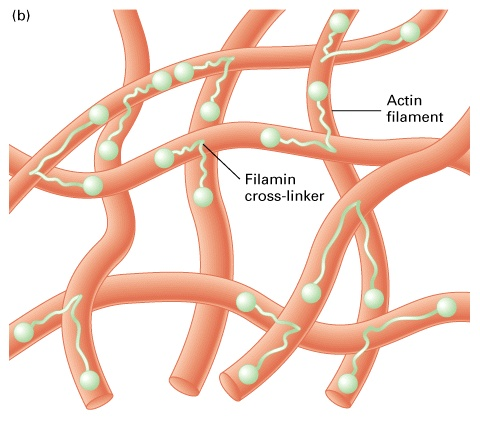 (b)
Actin
filament
Filamin
cross-linker